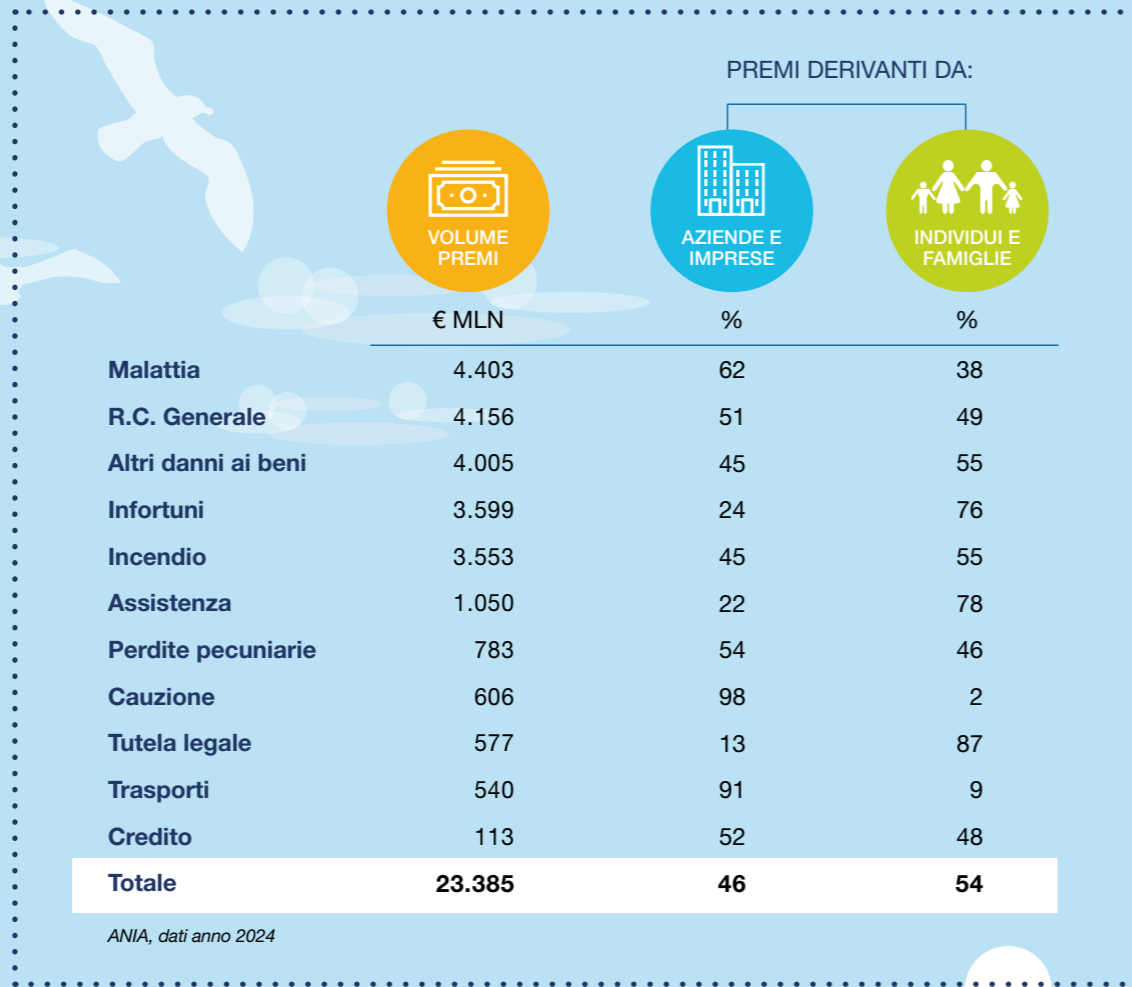 PREMI DERIVANTI DA:
VOLUME
PREMI
AZIENDE E
IMPRESE
INDIVIDUI E
FAMIGLIE
€ MLN % %
Malattia 4.403 62 38
R.C. Generale 4.156 51 49
Altri danni ai beni 4.005 45 55
Infortuni 3.599 24 76
Incendio 3.553 45 55
Assistenza 1.050 22 78
Perdite pecuniarie 783 54 46
Cauzione 606 98 2
Tutela legale 577 13 87
Trasporti 540 91 9
Credito 113 52 48
Totale 23.385 46 54
ANIA, dati anno 2024